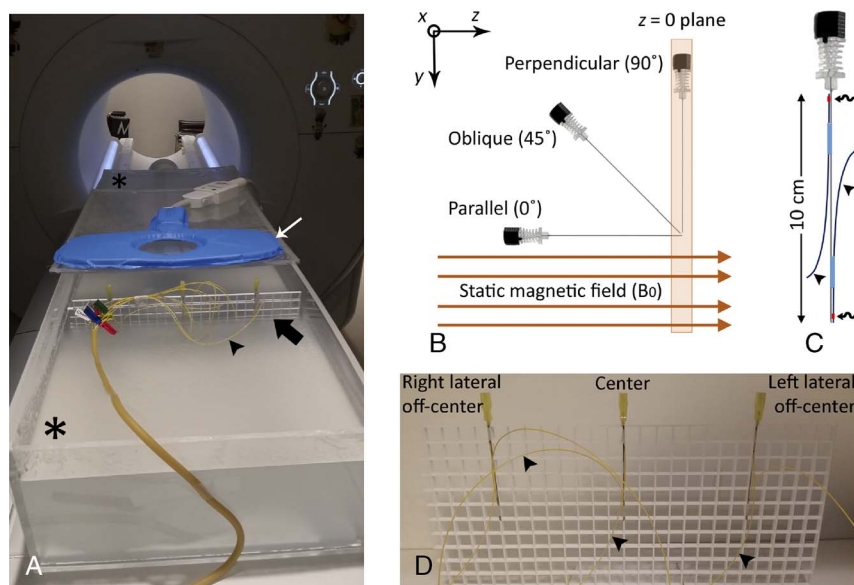 A
*
*
B
x
z
y
z = 0 plane
Perpendicular (90˚)
Oblique (45˚)
Parallel (0˚)
Static magnetic field (B0)
C
10 cm
D
Right lateral
off-center
Center
Left lateral
off-center